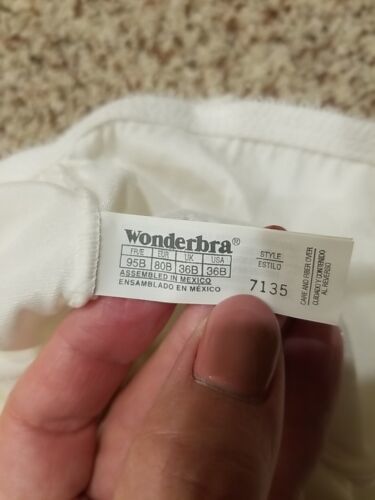 Wonderbra®
FR/E EUR UK USA
95B 80B 36B 36B
ASSEMBLED IN MEXICO
ENSAMBLADO EN MÉXICO
STYLE
ESTILO
7135
CARE AND FIBER OVER
CUIDADO Y CONTENIDO
AL REVERSO